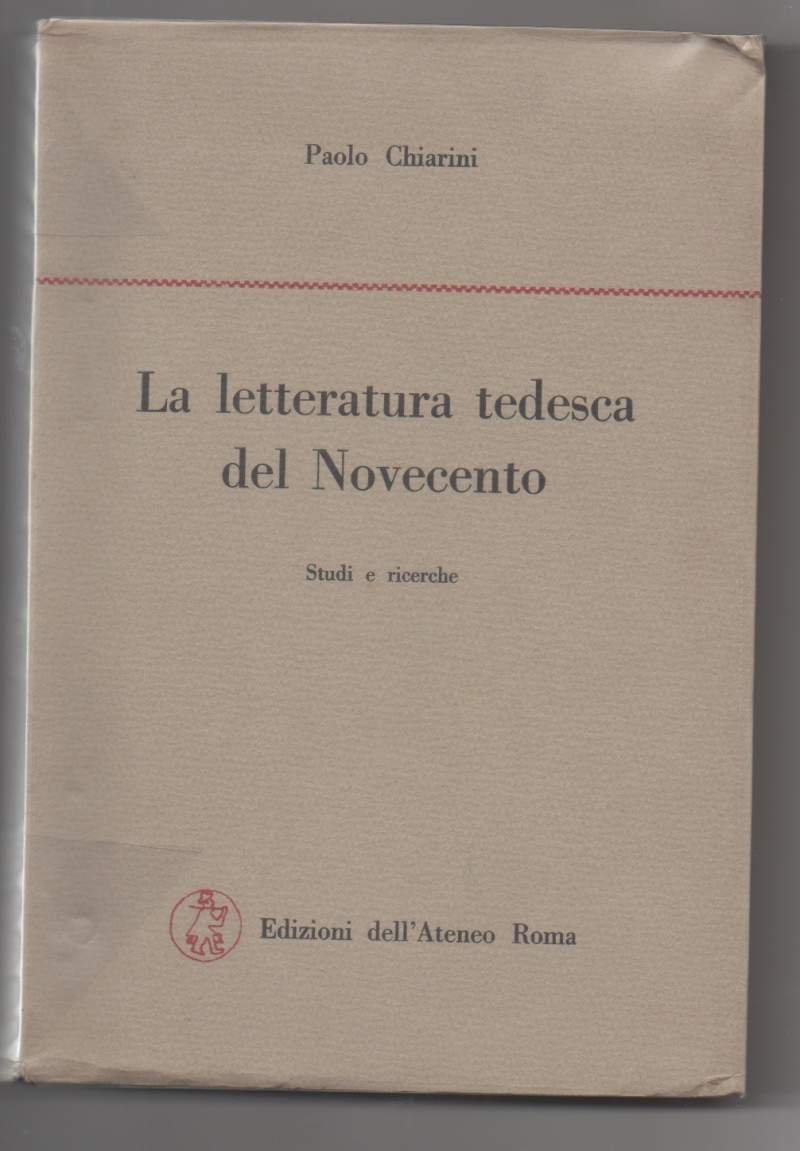 Paolo Chiarini
La letteratura tedesca
del Novecento
Studi e ricerche
Edizioni dell'Ateneo Roma